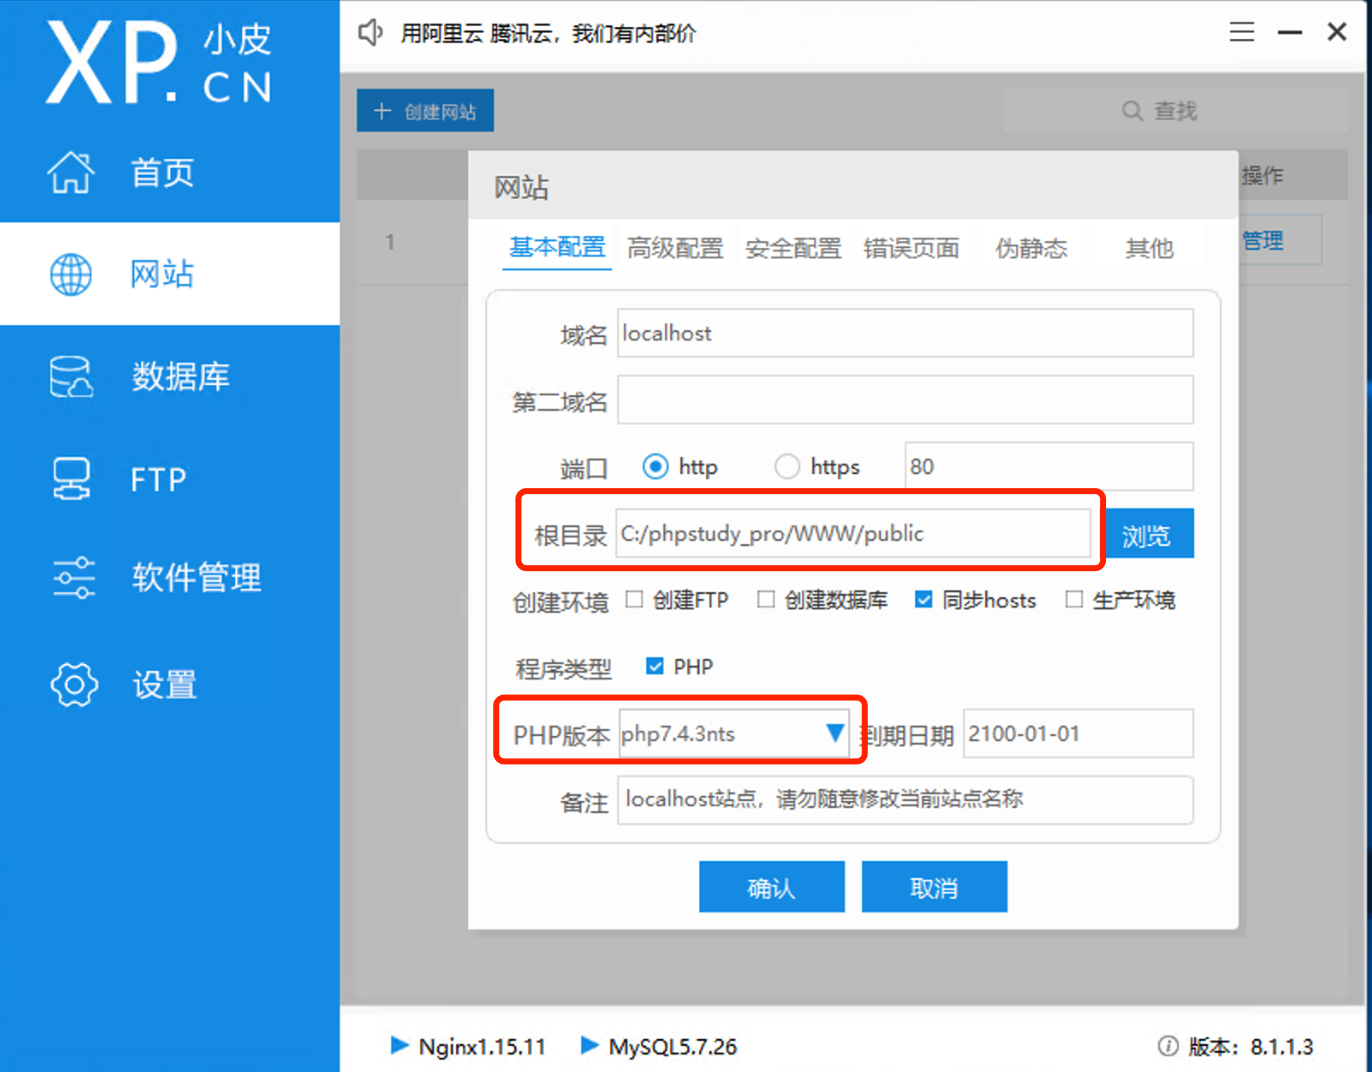 XP.小皮
CN
用阿里云 腾讯云，我们有内部价
首页
网站
数据库
FTP
软件管理
设置
创建网站
查找
操作
1
管理
网站
基本配置 高级配置 安全配置 错误页面 伪静态 其他
域名 localhost
第二域名
端口 http https 80
根目录 C:/phpstudy_pro/WWW/public 浏览
创建环境 创建FTP 创建数据库 同步hosts 生产环境
程序类型 PHP
PHP版本 php7.4.3nts 到期日期 2100-01-01
备注 localhost站点，请勿随意修改当前站点名称
确认 取消
Nginx1.15.11 MySQL5.7.26 版本：8.1.1.3